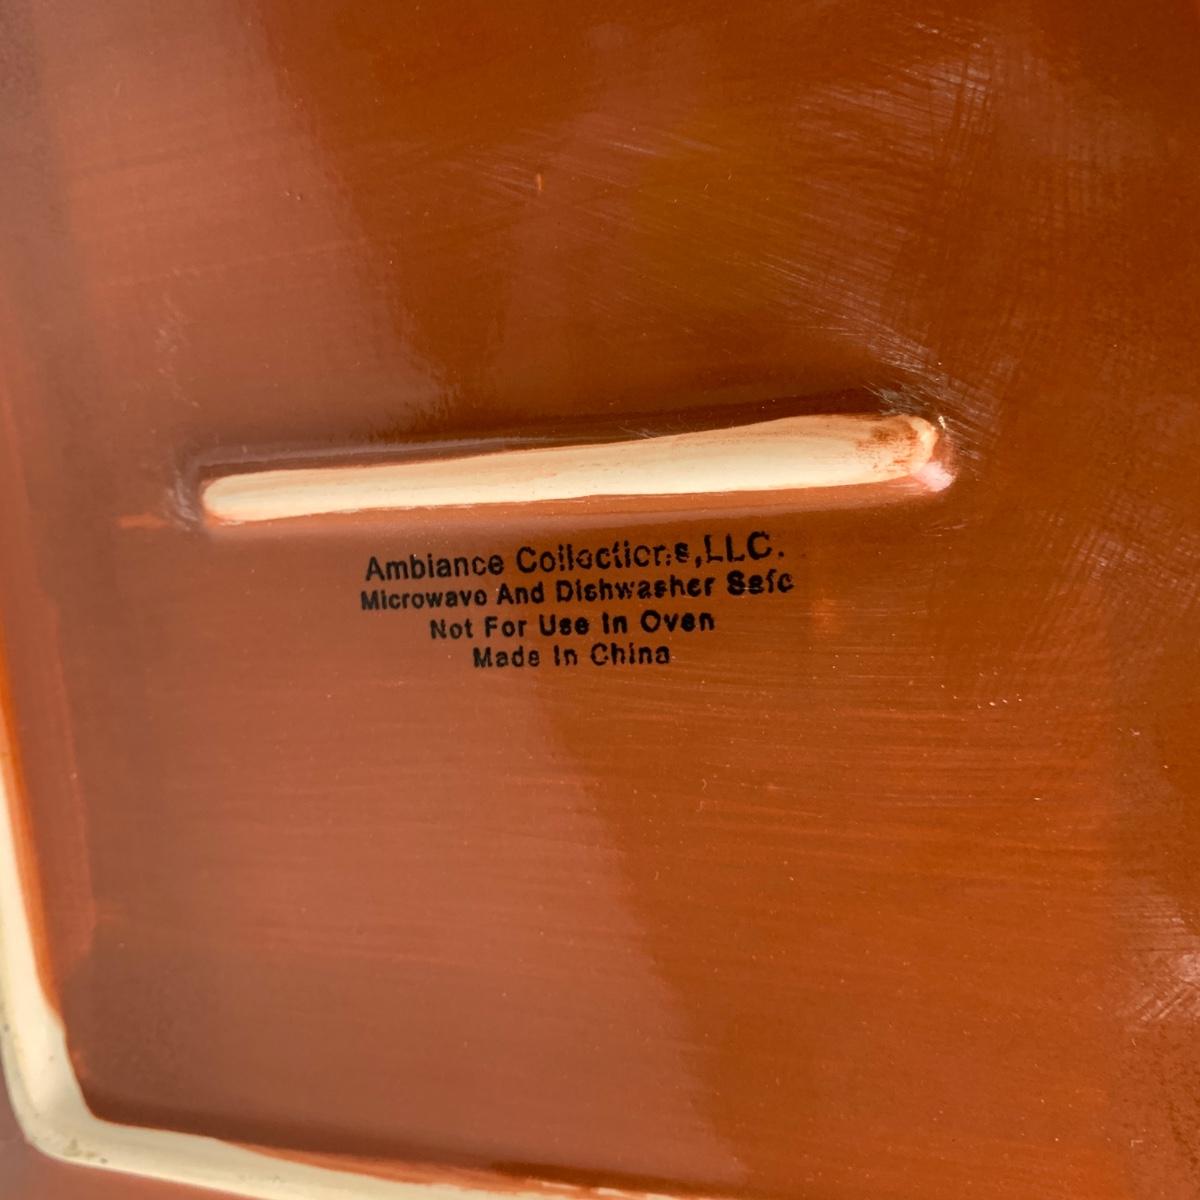 Ambiance Collections,LLC.
Microwave And Dishwasher Safe
Not For Use In Oven
Made In China